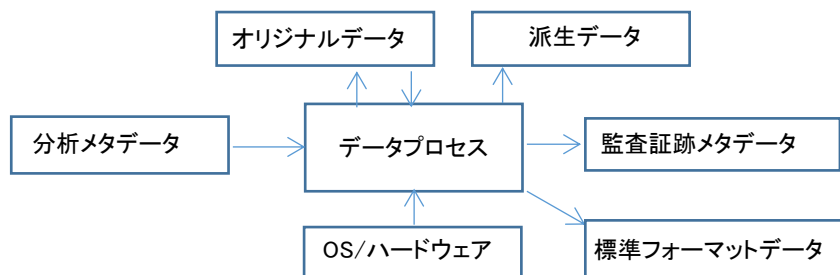 オリジナルデータ
派生データ
分析メタデータ
データプロセス
監査証跡メタデータ
OS/ハードウェア
標準フォーマットデータ